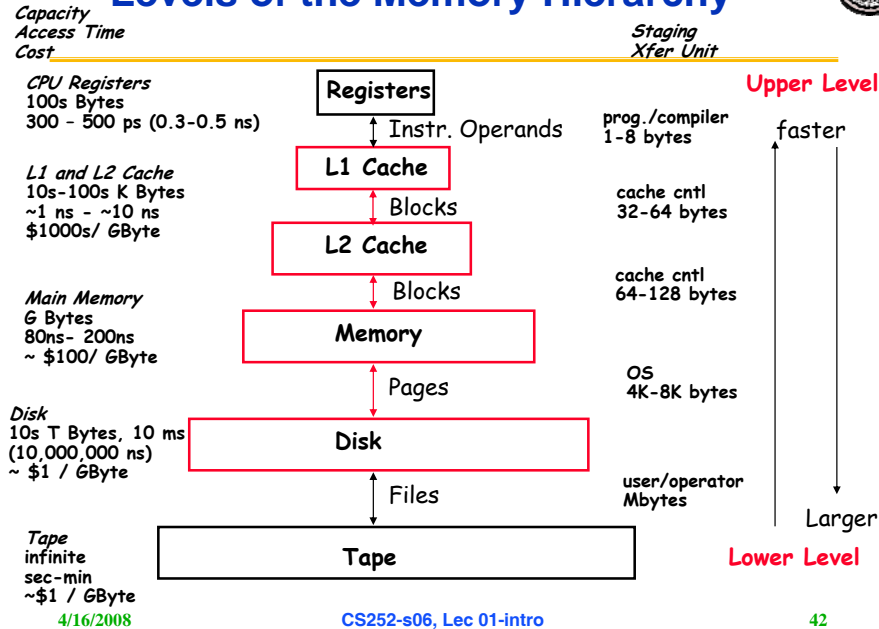 Levels of the Memory Hierarchy
Capacity
Access Time
Cost
Staging
Xfer Unit
CPU Registers
100s Bytes
300 - 500 ps (0.3-0.5 ns)
Registers
Upper Level
Instr. Operands
prog./compiler
1-8 bytes
faster
L1 and L2 Cache
10s-100s K Bytes
~1 ns - ~10 ns
$1000s/ GByte
L1 Cache
Blocks
cache cntl
32-64 bytes
L2 Cache
Blocks
cache cntl
64-128 bytes
Main Memory
G Bytes
80ns- 200ns
~ $100/ GByte
Memory
Pages
OS
4K-8K bytes
Disk
10s T Bytes, 10 ms
(10,000,000 ns)
~ $1 / GByte
Disk
Files
user/operator
Mbytes
Larger
Tape
infinite
sec-min
~$1 / GByte
Tape
Lower Level
4/16/2008
CS252-s06, Lec 01-intro
42